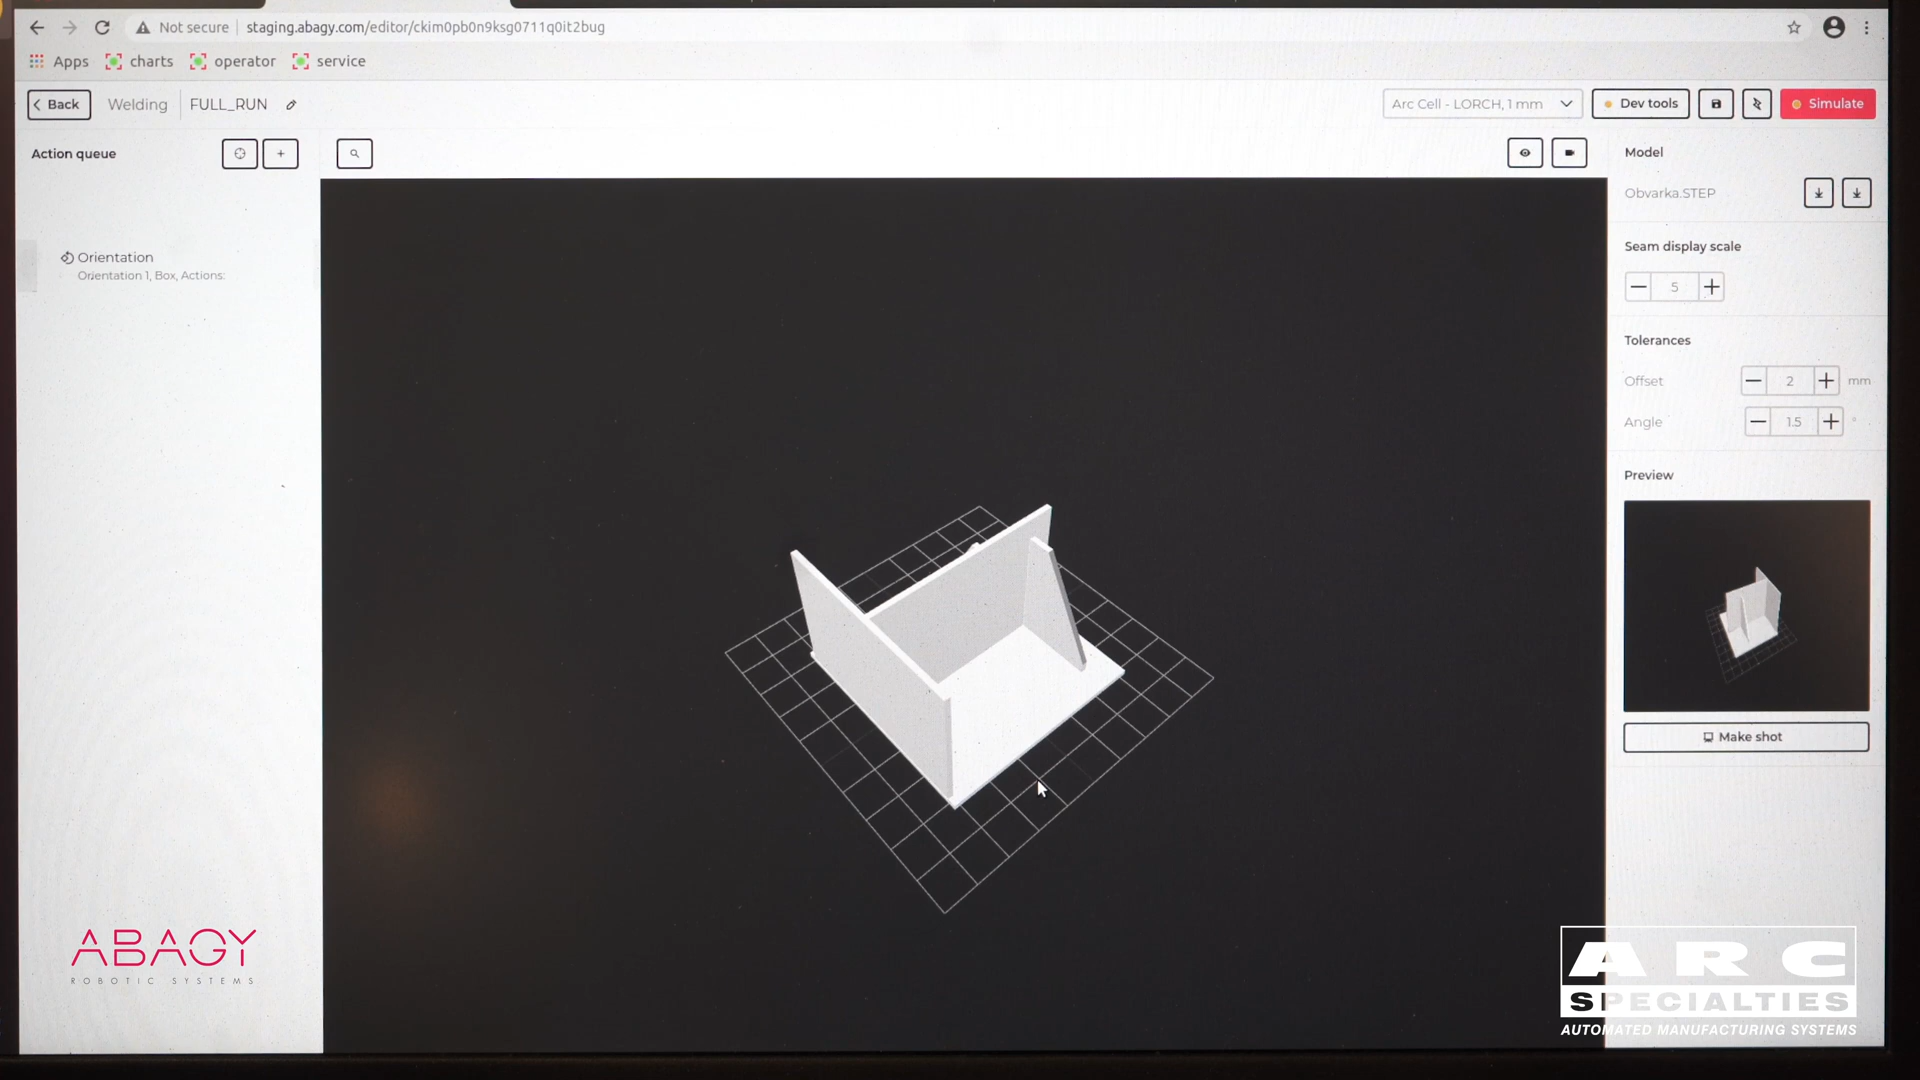 Not secure staging.abagy.com/editor/ckim0pb0n9ksg0711q0it2bug
Apps charts operator service
Back Welding FULL_RUN Arc Cell - LORCH, 1 mm Dev tools Simulate
Action queue
Orientation
Orientation 1, Box, Actions:
Model
Obvarka.STEP
Seam display scale
5
Tolerances
Offset 2 mm
Angle 1.5 °
Preview
Make shot
ABAGY
ROBOTIC SYSTEMS
ARC
SPECIALTIES
AUTOMATED MANUFACTURING SYSTEMS